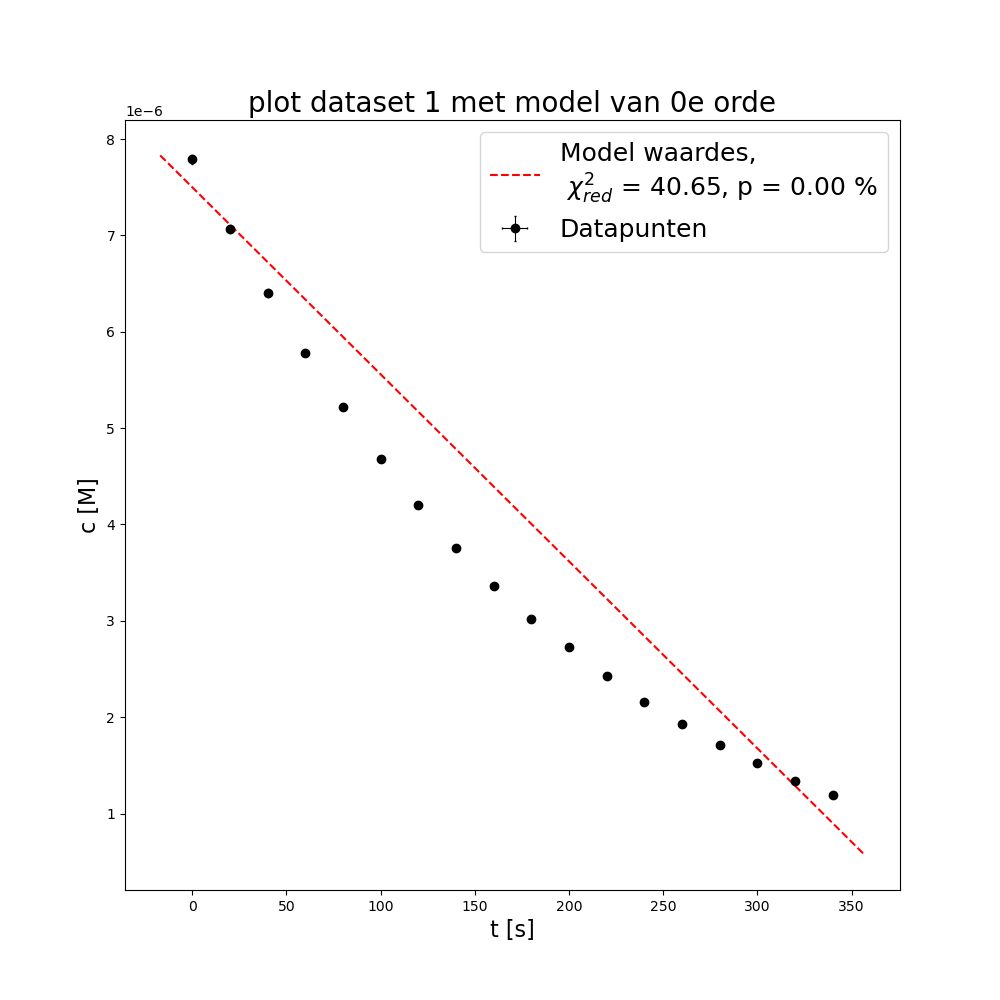 plot dataset 1 met model van 0e orde
1e−6
8
7
6
5
4
3
2
1
c [M]
Model waardes,
χ²red = 40.65, p = 0.00 %
Datapunten
0 50 100 150 200 250 300 350
t [s]